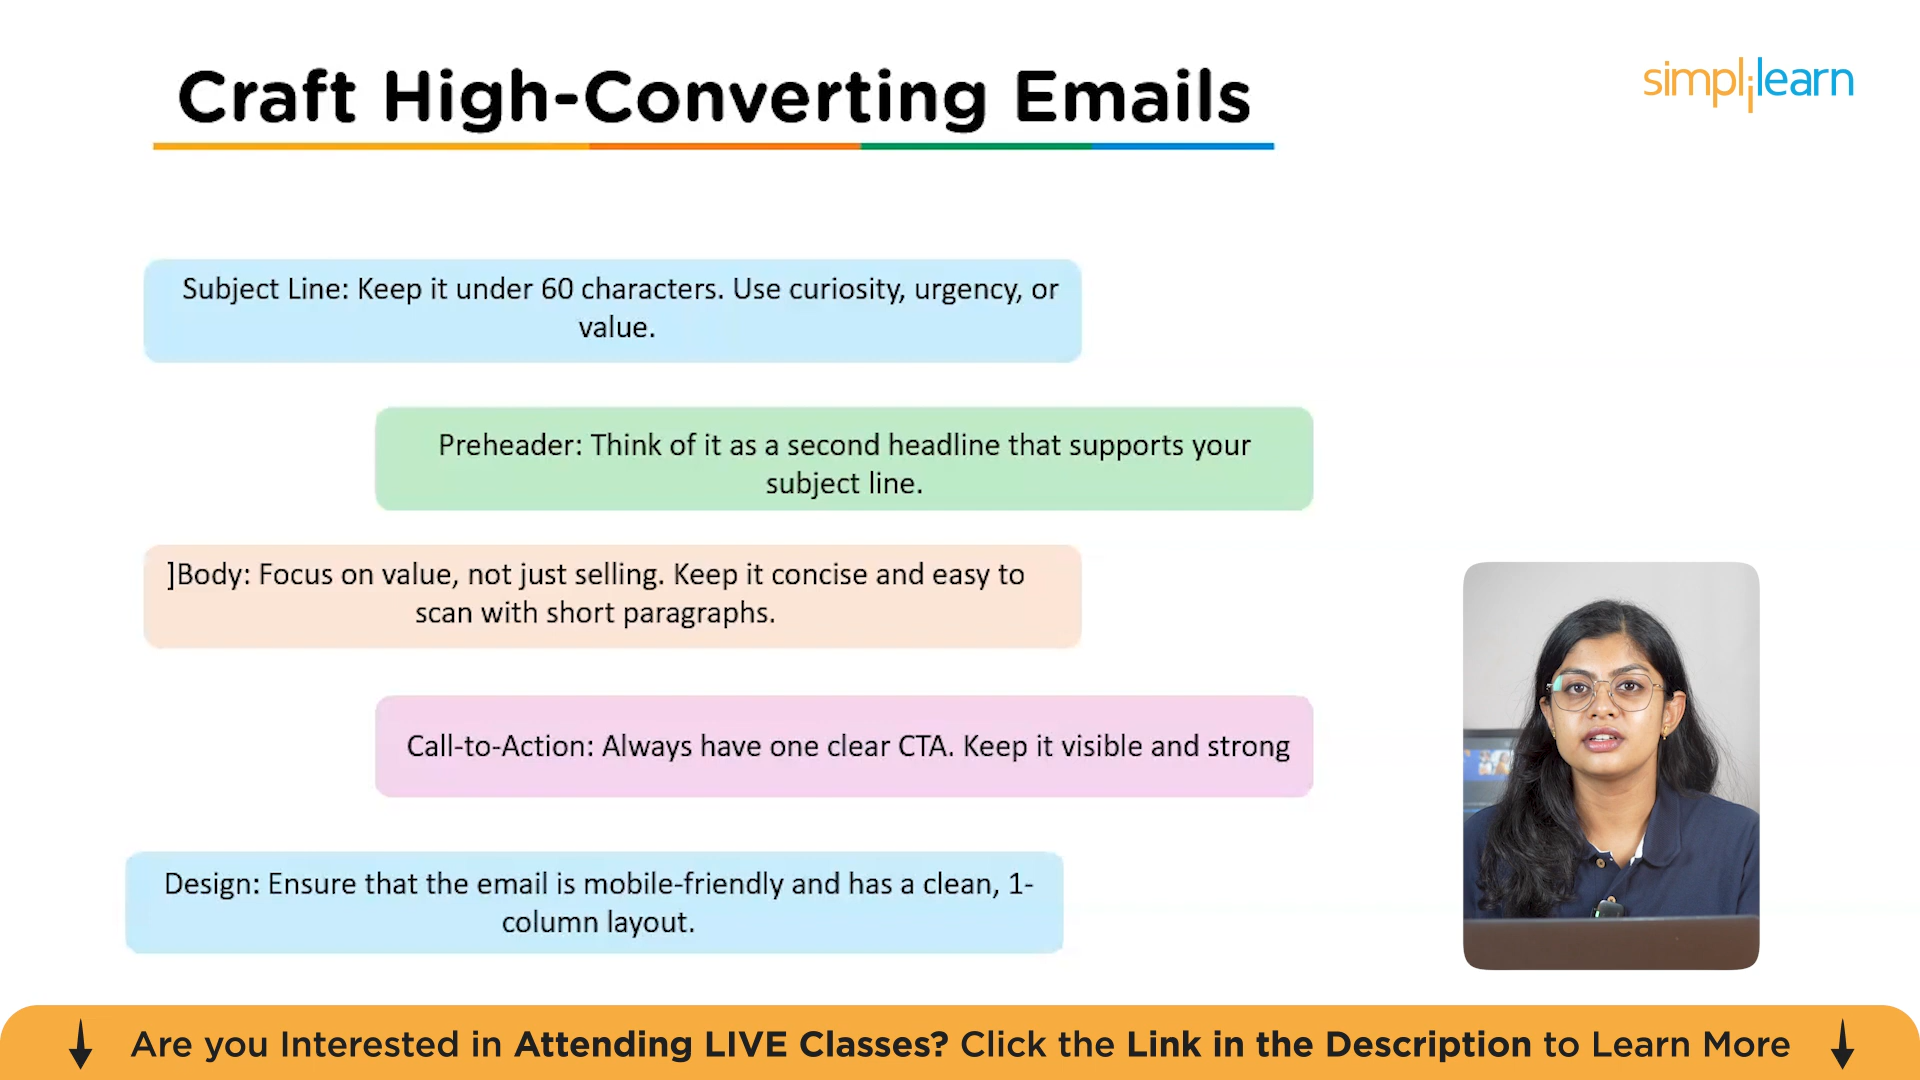 Craft High-Converting Emails
simplilearn
Subject Line: Keep it under 60 characters. Use curiosity, urgency, or
value.
Preheader: Think of it as a second headline that supports your
subject line.
]Body: Focus on value, not just selling. Keep it concise and easy to
scan with short paragraphs.
Call-to-Action: Always have one clear CTA. Keep it visible and strong
Design: Ensure that the email is mobile-friendly and has a clean, 1-
column layout.
Are you Interested in Attending LIVE Classes? Click the Link in the Description to Learn More